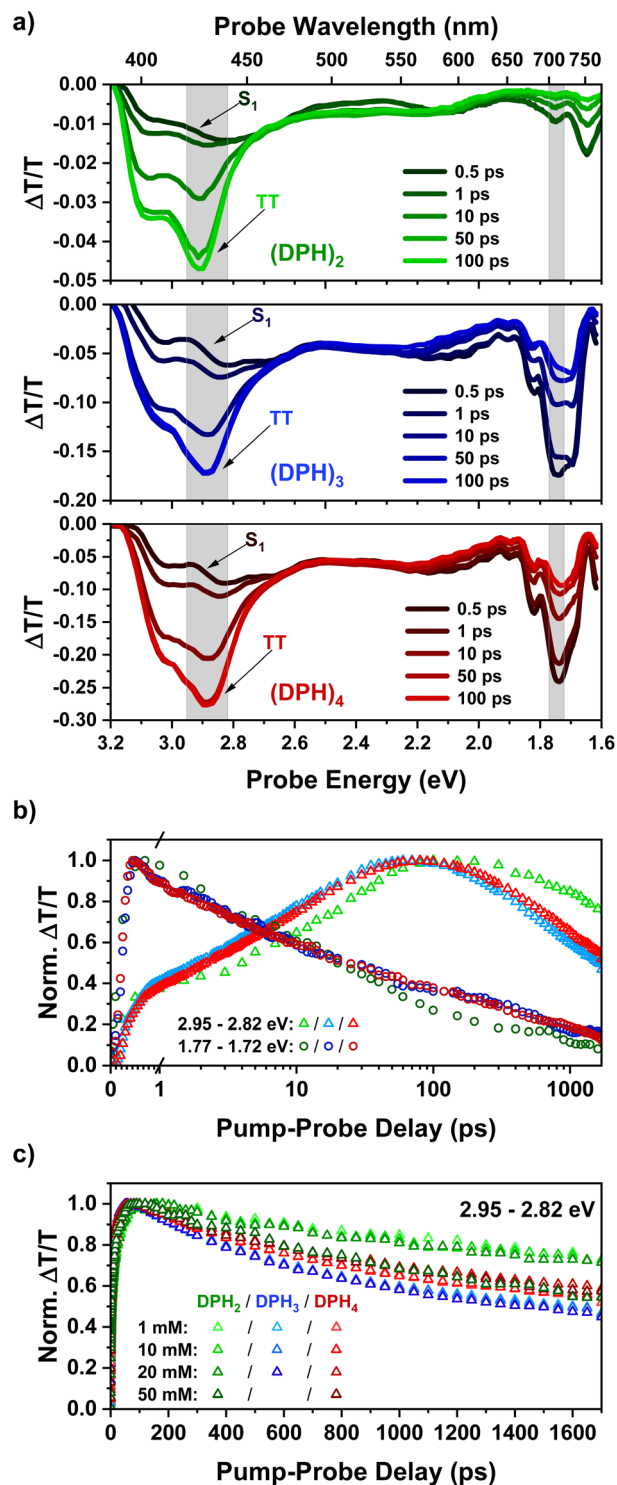 a)
Probe Wavelength (nm)
400 450 500 550 600 650 700 750
0.00
-0.01
-0.02
-0.03
-0.04
-0.05
ΔT/T
S₁
TT
(DPH)₂
0.5 ps
1 ps
10 ps
50 ps
100 ps
0.00
-0.05
-0.10
-0.15
-0.20
ΔT/T
S₁
TT
(DPH)₃
0.5 ps
1 ps
10 ps
50 ps
100 ps
0.00
-0.05
-0.10
-0.15
-0.20
-0.25
-0.30
ΔT/T
S₁
TT
(DPH)₄
0.5 ps
1 ps
10 ps
50 ps
100 ps
3.2 3.0 2.8 2.6 2.4 2.2 2.0 1.8 1.6
Probe Energy (eV)
b)
1.0
0.8
0.6
0.4
0.2
0.0
Norm. ΔT/T
2.95 - 2.82 eV: / /
1.77 - 1.72 eV: / /
0 1 10 100 1000
Pump-Probe Delay (ps)
c)
1.0
0.8
0.6
0.4
0.2
0.0
Norm. ΔT/T
2.95 - 2.82 eV
DPH₂ / DPH₃ / DPH₄
1 mM: / /
10 mM: / /
20 mM: / /
50 mM: / /
0 200 400 600 800 1000 1200 1400 1600
Pump-Probe Delay (ps)